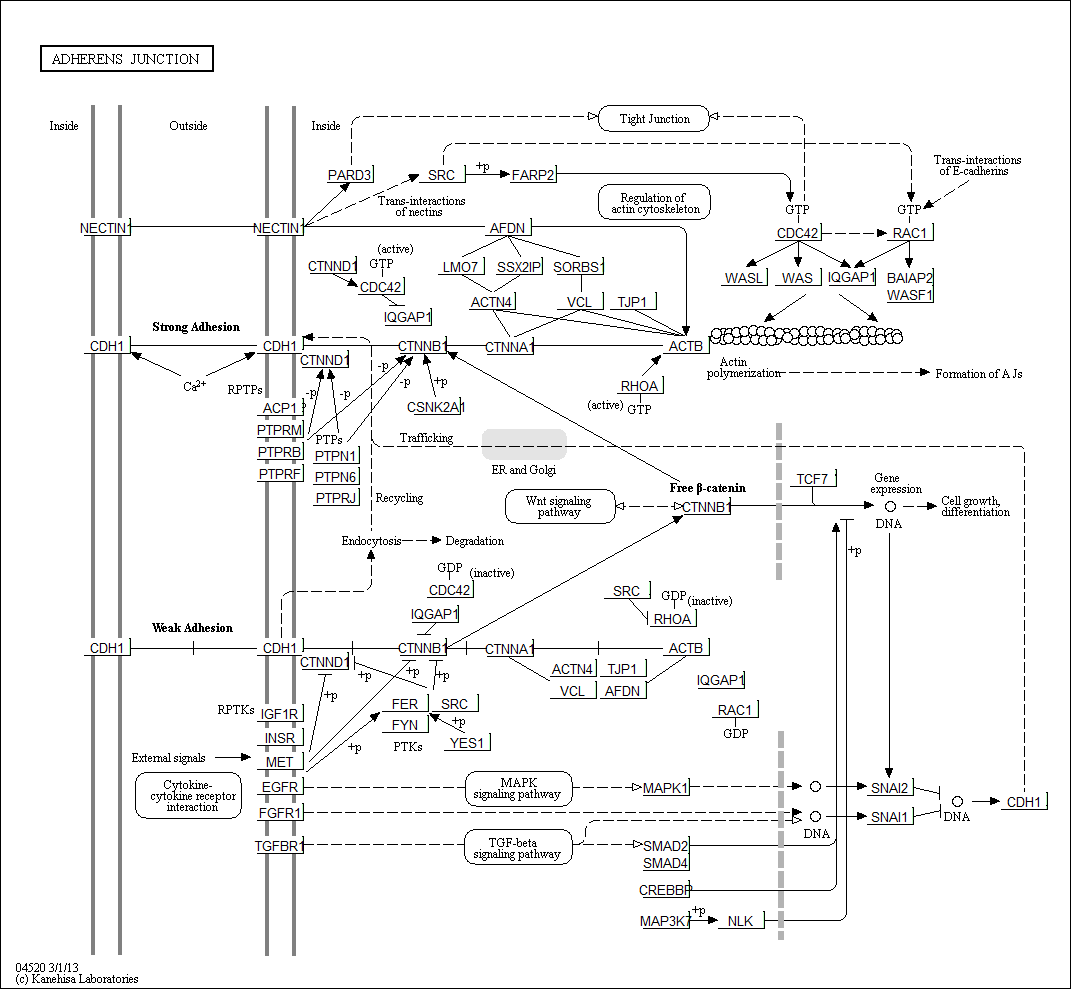 ADHERENS JUNCTION
Inside
Outside
Inside
Tight Junction
PARD3
SRC
+p
FARP2
Trans-interactions
of E-cadherins
Trans-interactions
of nectins
Regulation of
actin cytoskeleton
GTP
GTP
NECTIN1
NECTIN1
AFDN
CDC42
RAC1
(active)
GTP
CTNND1
CDC42
IQGAP1
LMO7
SSX2IP
SORBS1
WASL
WAS
IQGAP1
BAIAP2
WASF1
ACTN4
VCL
TJP1
Strong Adhesion
CDH1
CDH1
CTNNB1
CTNNA1
ACTB
CTNND1
Actin
polymerization
Formation of AJs
Ca2+
RPTPs
-p
-p
-p
+p
RHOA
(active)
GTP
ACP1
p
CSNK2A1
PTPRM
PTPRB
PTPRF
PTPs
PTPN1
PTPN6
PTPRJ
Trafficking
ER and Golgi
Recycling
Free β-catenin
CTNNB1
Wnt signaling
pathway
TCF7
Gene
expression
DNA
Cell growth,
differentiation
+p
Endocytosis
Degradation
GDP
(inactive)
CDC42
IQGAP1
SRC
GDP
(inactive)
RHOA
Weak Adhesion
CDH1
CDH1
CTNNB1
CTNNA1
ACTB
CTNND1
+p
+p
+p
+p
ACTN4
TJP1
VCL
AFDN
IQGAP1
RAC1
GDP
RPTKs
IGF1R
INSR
MET
FER
SRC
FYN
+p
YES1
PTKs
+p
External signals
Cytokine-
cytokine receptor
interaction
EGFR
FGFR1
TGFBR1
MAPK
signaling pathway
TGF-beta
signaling pathway
MAPK1
SMAD2
SMAD4
CREBBP
MAP3K7
+p
NLK
SNAI2
SNAI1
DNA
DNA
CDH1
04520 3/1/13
(c) Kanehisa Laboratories